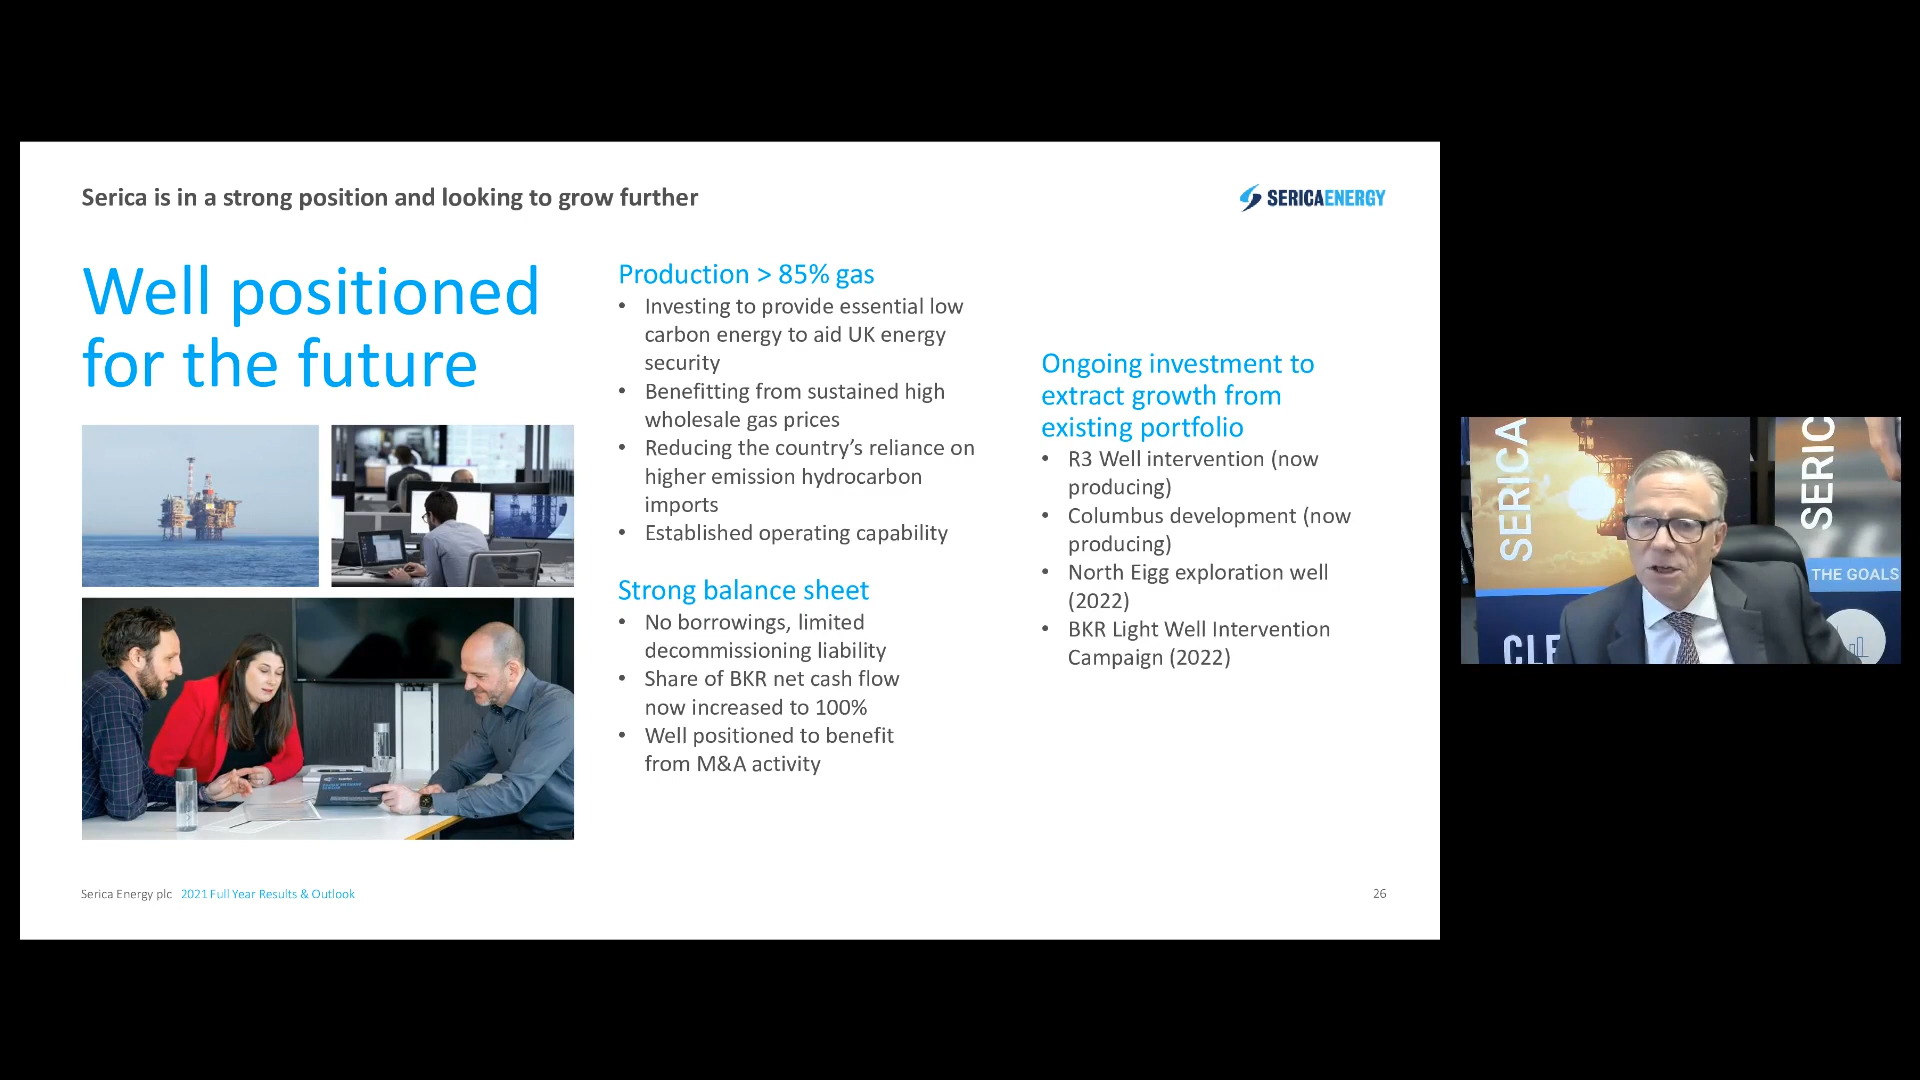 Serica is in a strong position and looking to grow further
SERICAENERGY
Well positioned
for the future
Production > 85% gas
• Investing to provide essential low
carbon energy to aid UK energy
security
• Benefitting from sustained high
wholesale gas prices
• Reducing the country’s reliance on
higher emission hydrocarbon
imports
• Established operating capability
Strong balance sheet
• No borrowings, limited
decommissioning liability
• Share of BKR net cash flow
now increased to 100%
• Well positioned to benefit
from M&A activity
Ongoing investment to
extract growth from
existing portfolio
• R3 Well intervention (now
producing)
• Columbus development (now
producing)
• North Eigg exploration well
(2022)
• BKR Light Well Intervention
Campaign (2022)
Serica Energy plc 2021 Full Year Results & Outlook
26
SERICA
SERIC
THE GOALS
CLE